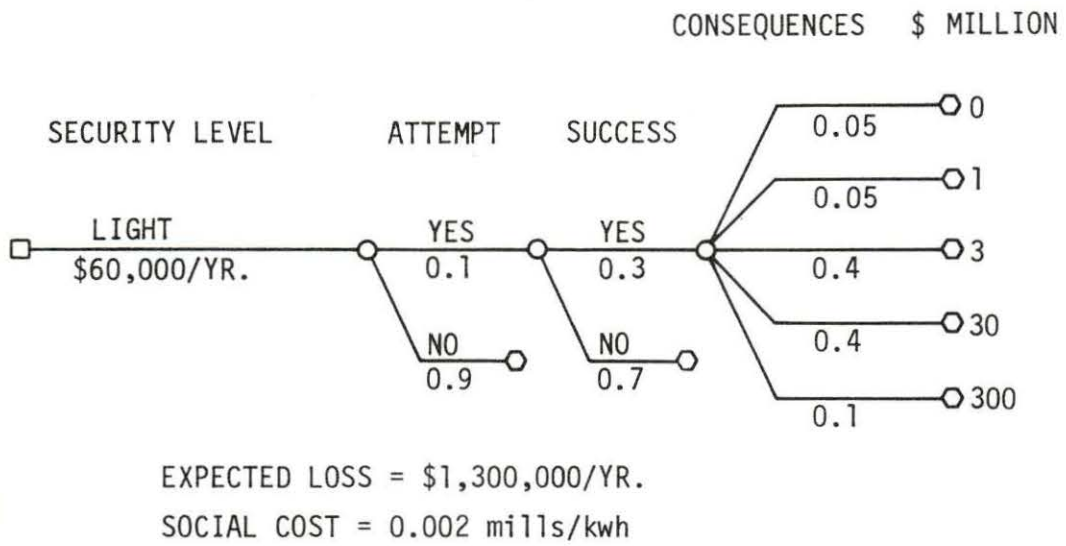 CONSEQUENCES $ MILLION
SECURITY LEVEL ATTEMPT SUCCESS
0
0.05
1
0.05
LIGHT YES YES
$60,000/YR. 0.1 0.3
3
0.4
30
0.4
NO NO
0.9 0.7
300
0.1
EXPECTED LOSS = $1,300,000/YR.
SOCIAL COST = 0.002 mills/kwh